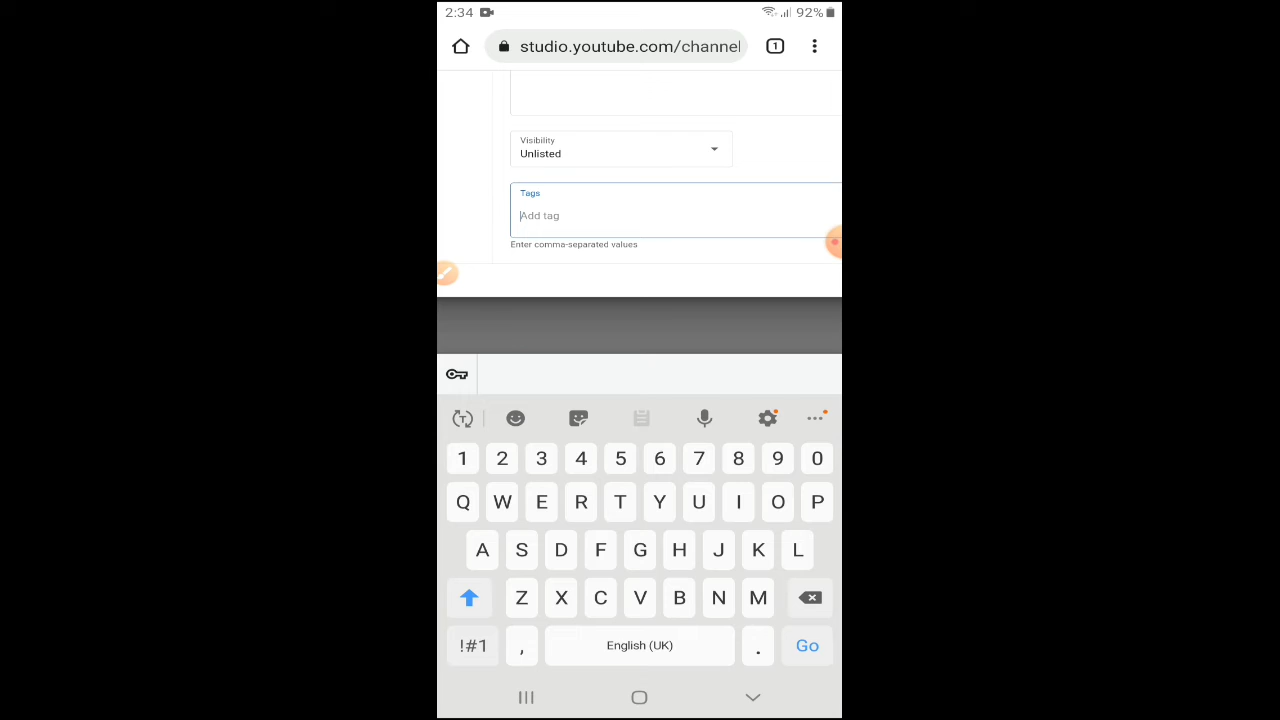 2:34 92%
studio.youtube.com/channel 1
Visibility
Unlisted
Tags
Add tag
Enter comma-separated values
1 2 3 4 5 6 7 8 9 0
Q W E R T Y U I O P
A S D F G H J K L
Z X C V B N M
!#1 , English (UK) . Go